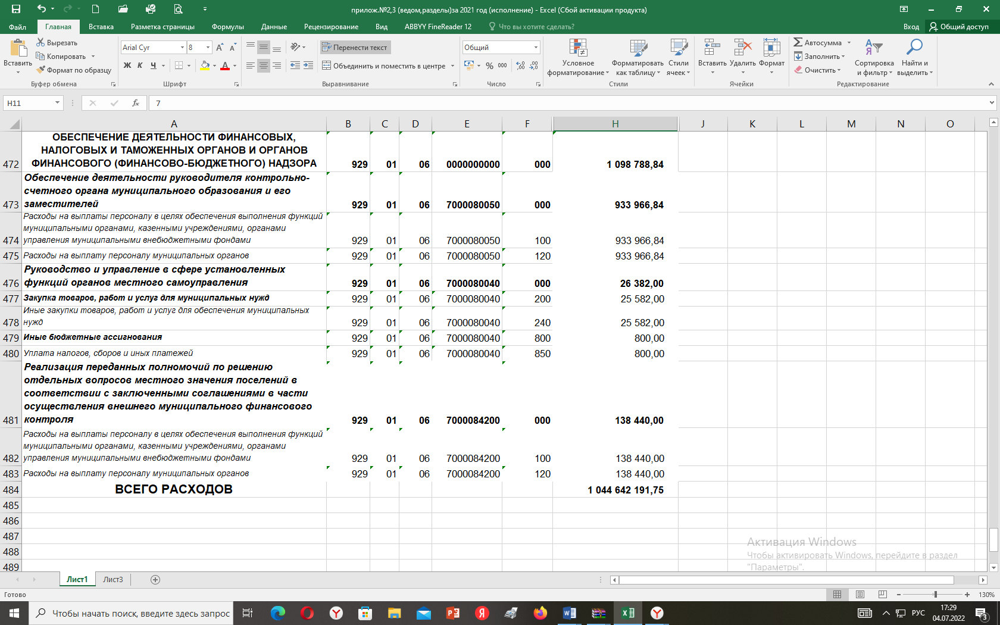 прилож.№2,3 (ведом,разделы)за 2021 год (исполнение) - Excel (Сбой активации продукта)
Файл Главная Вставка Разметка страницы Формулы Данные Рецензирование Вид ABBYY FineReader 12 Что вы хотите сделать? Вход Общий доступ
Вставить
Вырезать
Копировать
Формат по образцу
Буфер обмена
Arial Cyr 8
Ж К Ч
Шрифт
Перенести текст
Объединить и поместить в центре
Выравнивание
Общий
% 000
Число
Условное форматирование
Форматировать как таблицу
Стили ячеек
Стили
Вставить Удалить Формат
Ячейки
Автосумма
Заполнить
Очистить
Сортировка и фильтр
Найти и выделить
Редактирование
H11 fx 7
A B C D E F H J K L M N O
ОБЕСПЕЧЕНИЕ ДЕЯТЕЛЬНОСТИ ФИНАНСОВЫХ,
НАЛОГОВЫХ И ТАМОЖЕННЫХ ОРГАНОВ И ОРГАНОВ
472 ФИНАНСОВОГО (ФИНАНСОВО-БЮДЖЕТНОГО) НАДЗОРА 929 01 06 0000000000 000 1 098 788,84
Обеспечение деятельности руководителя контрольно-
счетного органа муниципального образования и его
473 заместителей 929 01 06 7000080050 000 933 966,84
Расходы на выплаты персоналу в целях обеспечения выполнения функций
муниципальными органами, казенными учреждениями, органами
474 управления муниципальными внебюджетными фондами 929 01 06 7000080050 100 933 966,84
475 Расходы на выплату персоналу муниципальных органов 929 01 06 7000080050 120 933 966,84
Руководство и управление в сфере установленных
476 функций органов местного самоуправления 929 01 06 7000080040 000 26 382,00
477 Закупка товаров, работ и услуг для муниципальных нужд 929 01 06 7000080040 200 25 582,00
Иные закупки товаров, работ и услуг для обеспечения муниципальных
478 нужд 929 01 06 7000080040 240 25 582,00
479 Иные бюджетные ассигнования 929 01 06 7000080040 800 800,00
480 Уплата налогов, сборов и иных платежей 929 01 06 7000080040 850 800,00
Реализация переданных полномочий по решению
отдельных вопросов местного значения поселений в
соответствии с заключенными соглашениями в части
осуществления внешнего муниципального финансового
481 контроля 929 01 06 7000084200 000 138 440,00
Расходы на выплаты персоналу в целях обеспечения выполнения функций
муниципальными органами, казенными учреждениями, органами
482 управления муниципальными внебюджетными фондами 929 01 06 7000084200 100 138 440,00
483 Расходы на выплату персоналу муниципальных органов 929 01 06 7000084200 120 138 440,00
484 ВСЕГО РАСХОДОВ 1 044 642 191,75
485
486
487
488
489
Активация Windows
Чтобы активировать Windows, перейдите в раздел
"Параметры".
Лист1 Лист3
Готово 130%
Чтобы начать поиск, введите здесь запрос
РУС
17:29
04.07.2022
3